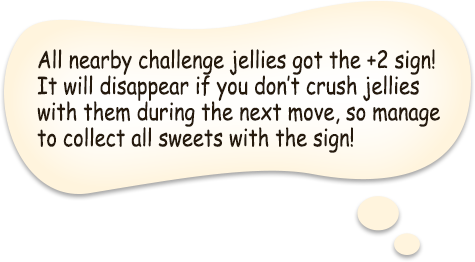 All nearby challenge jellies got the +2 sign!
It will disappear if you don't crush jellies
with them during the next move, so manage
to collect all sweets with the sign!